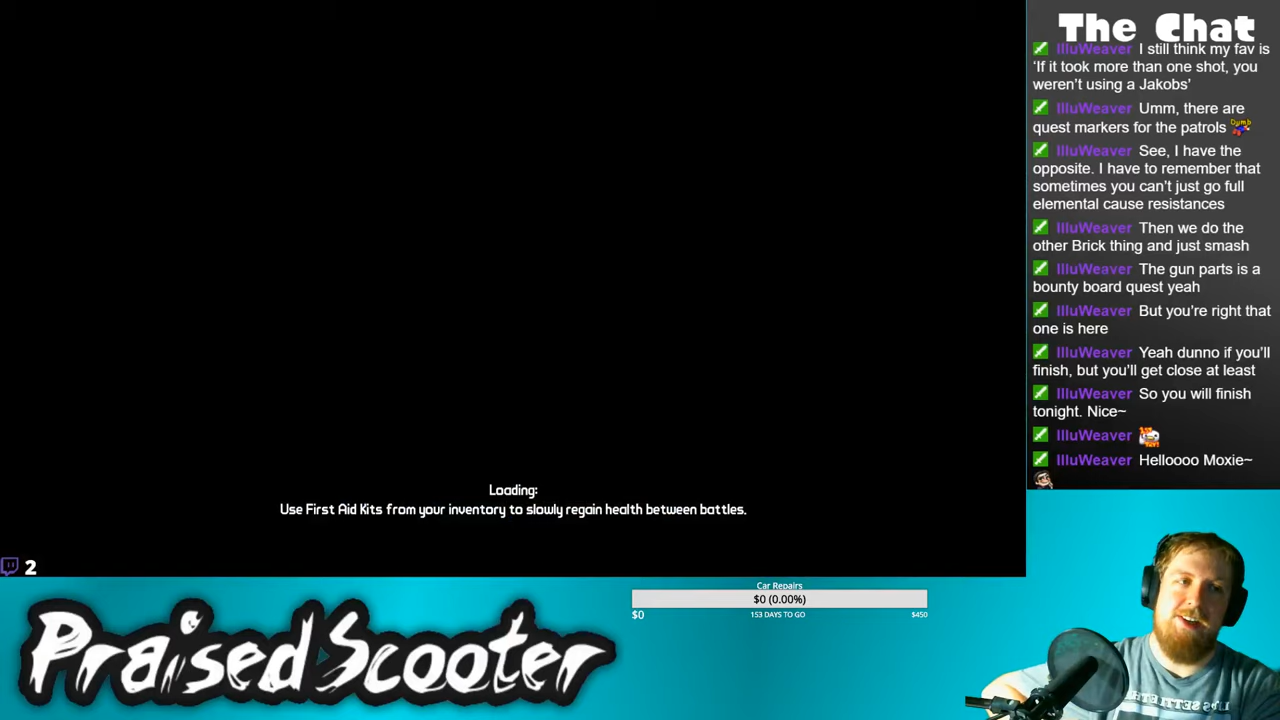 The Chat
IlluWeaver I still think my fav is
'If it took more than one shot, you
weren't using a Jakobs'
IlluWeaver Umm, there are
quest markers for the patrols
IlluWeaver See, I have the
opposite. I have to remember that
sometimes you can't just go full
elemental cause resistances
IlluWeaver Then we do the
other Brick thing and just smash
IlluWeaver The gun parts is a
bounty board quest yeah
IlluWeaver But you're right that
one is here
IlluWeaver Yeah dunno if you'll
finish, but you'll get close at least
IlluWeaver So you will finish
tonight. Nice~
IlluWeaver
IlluWeaver Helloooo Moxie~
Loading:
Use First Aid Kits from your inventory to slowly regain health between battles.
2
Car Repairs
$0 (0.00%)
$0 153 DAYS TO GO $450
PraisedScooter